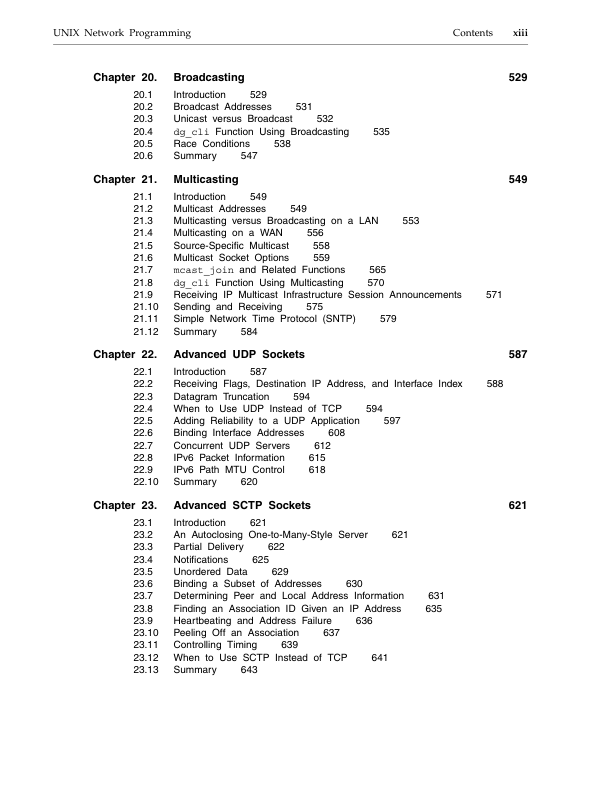 UNIX Network Programming Contents xiii
Chapter 20. Broadcasting 529
20.1 Introduction 529
20.2 Broadcast Addresses 531
20.3 Unicast versus Broadcast 532
20.4 dg_cli Function Using Broadcasting 535
20.5 Race Conditions 538
20.6 Summary 547
Chapter 21. Multicasting 549
21.1 Introduction 549
21.2 Multicast Addresses 549
21.3 Multicasting versus Broadcasting on a LAN 553
21.4 Multicasting on a WAN 556
21.5 Source-Specific Multicast 558
21.6 Multicast Socket Options 559
21.7 mcast_join and Related Functions 565
21.8 dg_cli Function Using Multicasting 570
21.9 Receiving IP Multicast Infrastructure Session Announcements 571
21.10 Sending and Receiving 575
21.11 Simple Network Time Protocol (SNTP) 579
21.12 Summary 584
Chapter 22. Advanced UDP Sockets 587
22.1 Introduction 587
22.2 Receiving Flags, Destination IP Address, and Interface Index 588
22.3 Datagram Truncation 594
22.4 When to Use UDP Instead of TCP 594
22.5 Adding Reliability to a UDP Application 597
22.6 Binding Interface Addresses 608
22.7 Concurrent UDP Servers 612
22.8 IPv6 Packet Information 615
22.9 IPv6 Path MTU Control 618
22.10 Summary 620
Chapter 23. Advanced SCTP Sockets 621
23.1 Introduction 621
23.2 An Autoclosing One-to-Many-Style Server 621
23.3 Partial Delivery 622
23.4 Notifications 625
23.5 Unordered Data 629
23.6 Binding a Subset of Addresses 630
23.7 Determining Peer and Local Address Information 631
23.8 Finding an Association ID Given an IP Address 635
23.9 Heartbeating and Address Failure 636
23.10 Peeling Off an Association 637
23.11 Controlling Timing 639
23.12 When to Use SCTP Instead of TCP 641
23.13 Summary 643